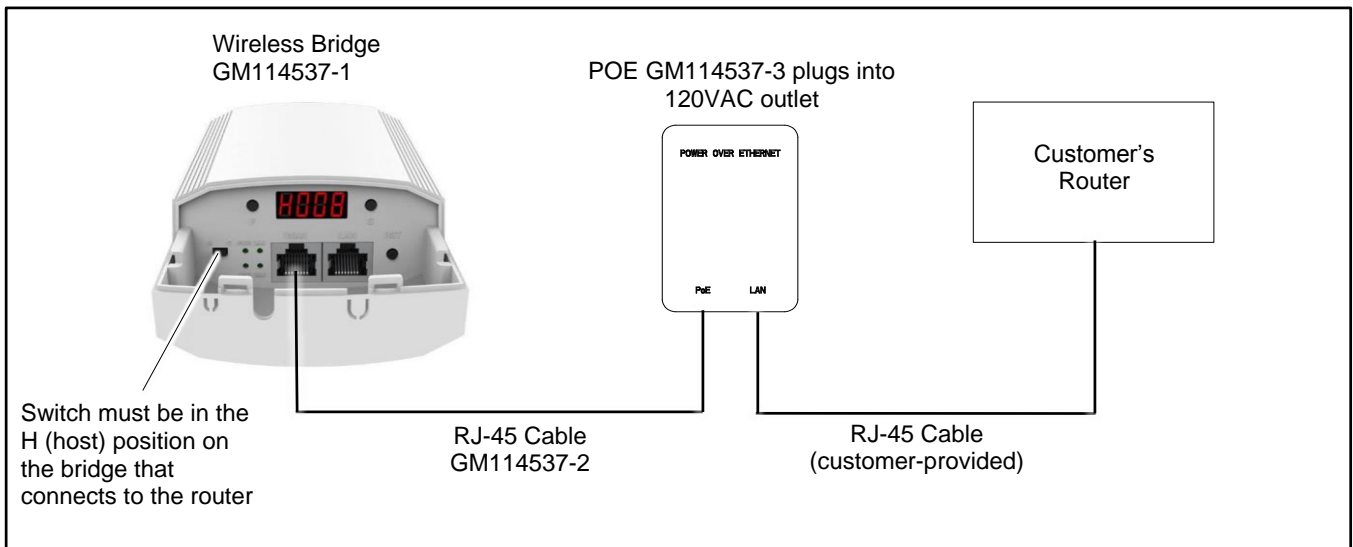 Wireless Bridge
GM114537-1
POE GM114537-3 plugs into
120VAC outlet
POWER OVER ETHERNET
Customer's
Router
H008
PoE LAN
Switch must be in the
H (host) position on
the bridge that
connects to the router
RJ-45 Cable
GM114537-2
RJ-45 Cable
(customer-provided)